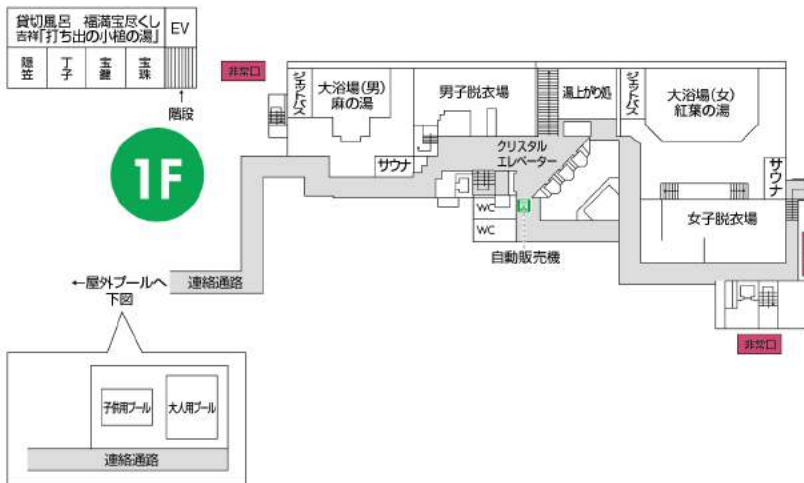 貸切風呂 福満宝尽くし
吉祥「打ち出の小槌の湯」
EV
隠笠
丁子
宝鍵
宝珠
階段
1F
非常口
ジェットバス
大浴場(男)
麻の湯
サウナ
男子脱衣場
湯上がり処
クリスタル
エレベーター
ジェットバス
大浴場(女)
紅葉の湯
サウナ
女子脱衣場
WC
WC
自動販売機
非常口
←屋外プールへ
下図
連絡通路
子供用プール
大人用プール
連絡通路